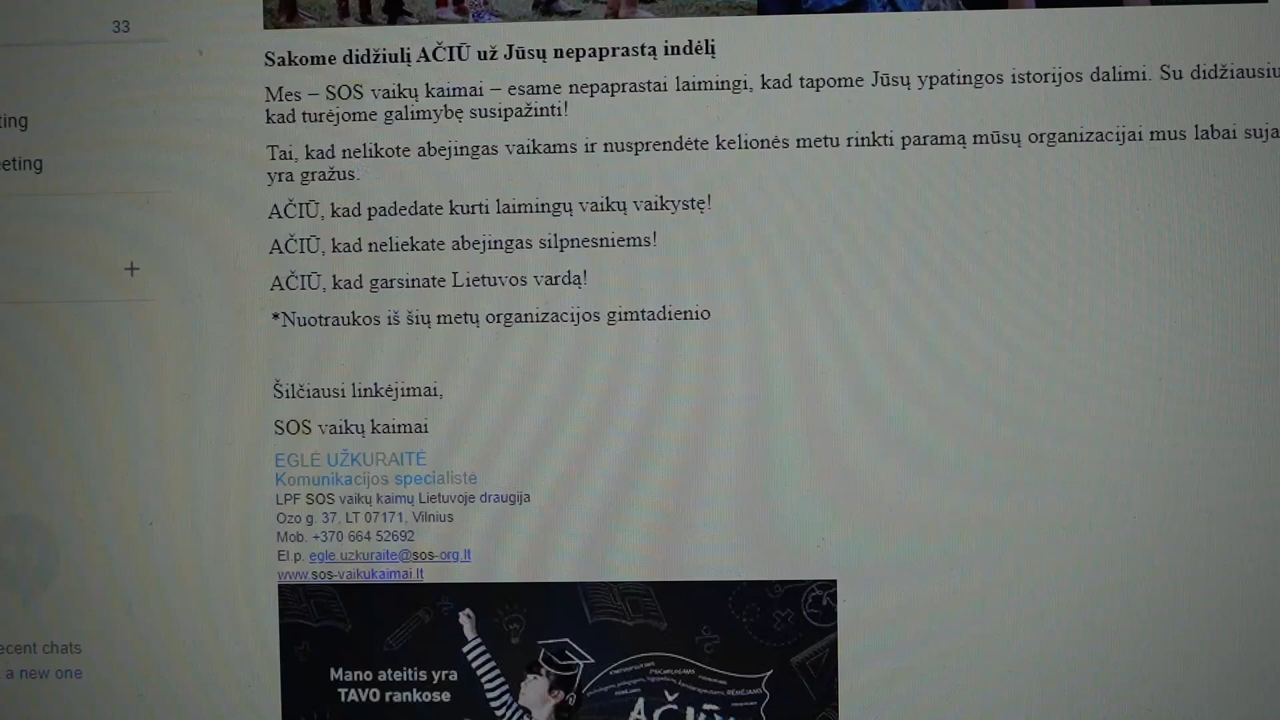 33
Sakome didžiulį AČIŪ už Jūsų nepaprastą indėlį
Mes – SOS vaikų kaimai – esame nepaprastai laimingi, kad tapome Jūsų ypatingos istorijos dalimi. Su didžiausiu
kad turėjome galimybę susipažinti!
ting
Tai, kad nelikote abejingas vaikams ir nusprendėte kelionės metu rinkti paramą mūsų organizacijai mus labai suja
eeting
yra gražus.
AČIŪ, kad padedate kurti laimingų vaikų vaikystę!
AČIŪ, kad neliekate abejingas silpnesniems!
+
AČIŪ, kad garsinate Lietuvos vardą!
*Nuotraukos iš šių metų organizacijos gimtadienio
Šilčiausi linkėjimai,
SOS vaikų kaimai
EGLĖ UŽKURAITĖ
Komunikacijos specialistė
LPF SOS vaikų kaimų Lietuvoje draugija
Ozo g. 37, LT 07171, Vilnius
Mob. +370 664 52692
El.p. egle.uzkuraite@sos-org.lt
www.sos-vaikukaimai.lt
ecent chats
a new one
Mano ateitis yra
TAVO rankose
AČIŪ